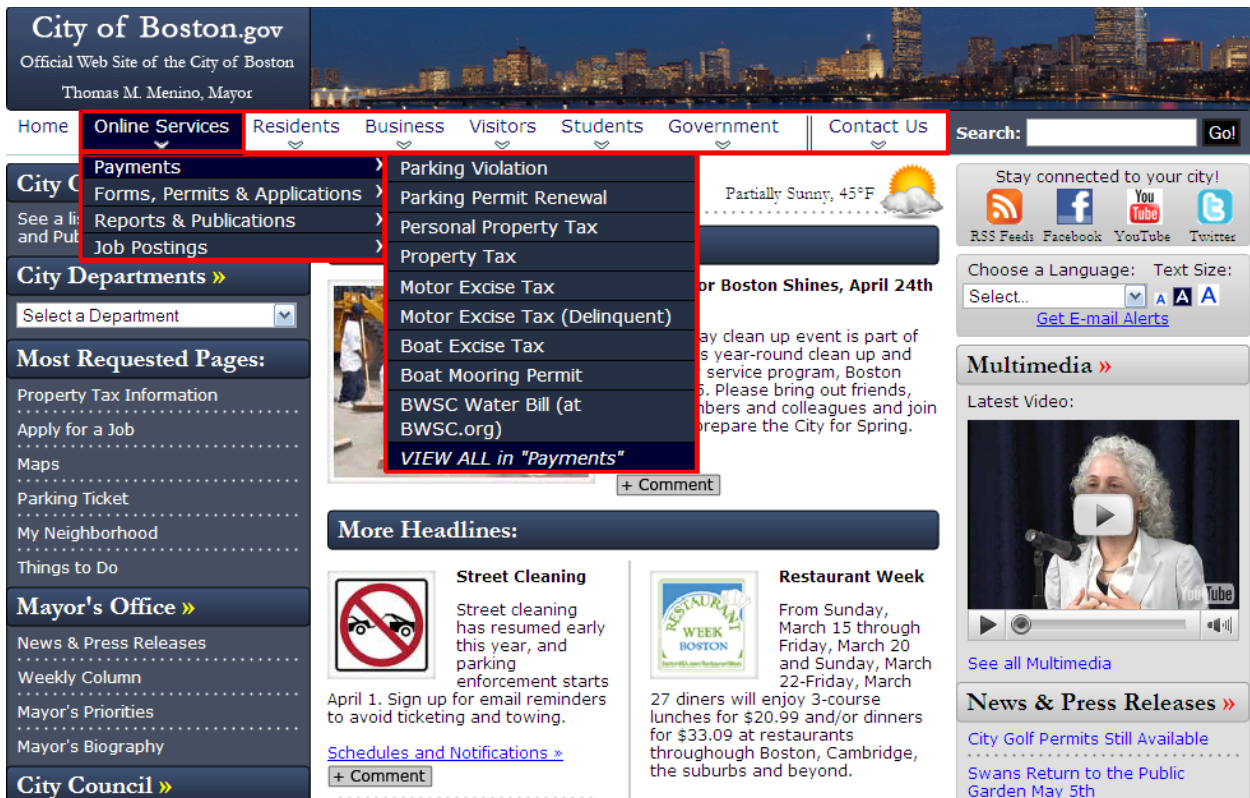 City of Boston.gov
Official Web Site of the City of Boston
Thomas M. Menino, Mayor
Home
Online Services
Residents
Business
Visitors
Students
Government
Contact Us
Search:
Go!
Payments
Forms, Permits & Applications
Reports & Publications
Job Postings
Parking Violation
Parking Permit Renewal
Personal Property Tax
Property Tax
Motor Excise Tax
Motor Excise Tax (Delinquent)
Boat Excise Tax
Boat Mooring Permit
BWSC Water Bill (at
BWSC.org)
VIEW ALL in "Payments"
City
See a
and
City Departments »
Select a Department
Most Requested Pages:
Property Tax Information
Apply for a Job
Maps
Parking Ticket
My Neighborhood
Things to Do
Mayor's Office »
News & Press Releases
Weekly Column
Mayor's Priorities
Mayor's Biography
City Council »
Partially Sunny, 45°F
or Boston Shines, April 24th
clean up event is part of
year-round clean up and
service program, Boston
Please bring out friends,
and colleagues and join
prepare the City for Spring.
+ Comment
More Headlines:
Street Cleaning
Street cleaning
has resumed early
this year, and
parking
enforcement starts
April 1. Sign up for email reminders
to avoid ticketing and towing.
Schedules and Notifications »
+ Comment
RESTAURANT
WEEK
BOSTON
Restaurant Week
From Sunday,
March 15 through
Friday, March 20
and Sunday, March
22-Friday, March
27 diners will enjoy 3-course
lunches for $20.99 and/or dinners
for $33.09 at restaurants
throughough Boston, Cambridge,
the suburbs and beyond.
Stay connected to your city!
You
Tube
RSS Feeds Facebook YouTube Twitter
Choose a Language: Text Size:
Select...
A A A
Get E-mail Alerts
Multimedia »
Latest Video:
YouTube
See all Multimedia
News & Press Releases »
City Golf Permits Still Available
Swans Return to the Public
Garden May 5th